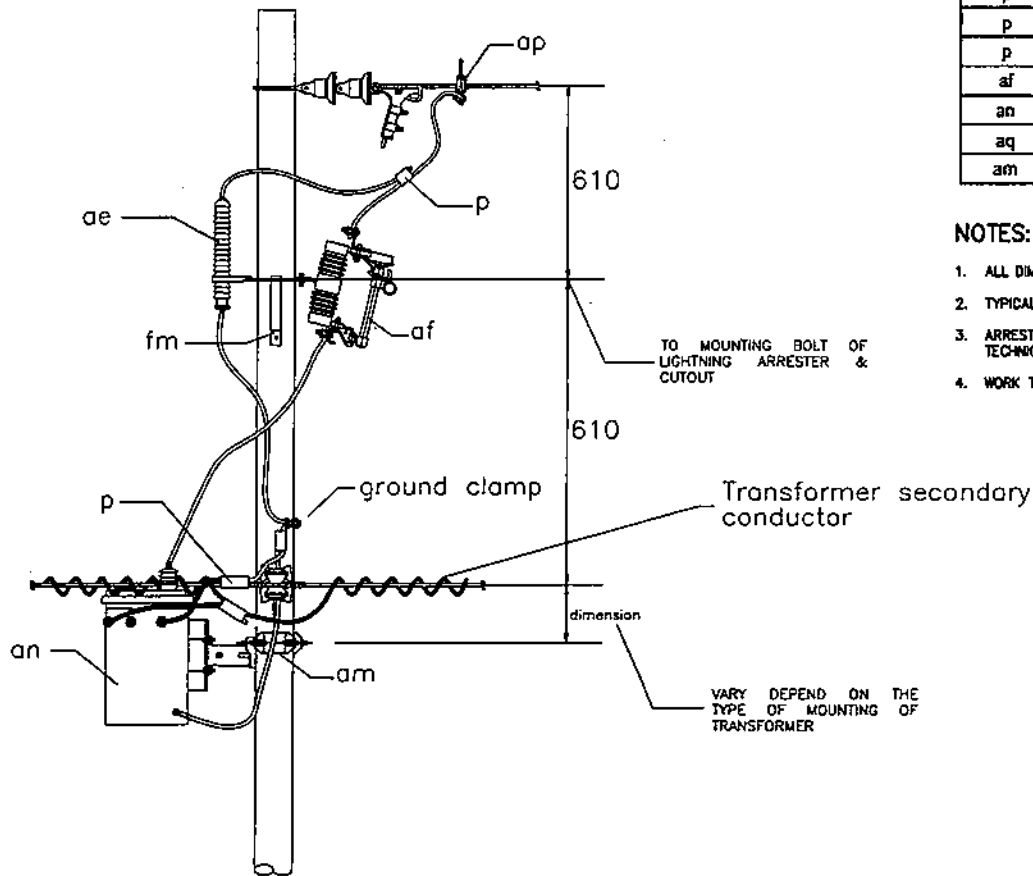 ap
p
p
af
an
aq
am
610
p
ae
fm
af
TO MOUNTING BOLT OF
LIGHTNING ARRESTER &
CUTOUT
NOTES:
1. ALL
2. TYPICAL
3.
4. WORK
610
p
ground clamp
Transformer secondary
conductor
dimension
an
am
VARY DEPEND ON THE
TYPE OF MOUNTING OF
TRANSFORMER